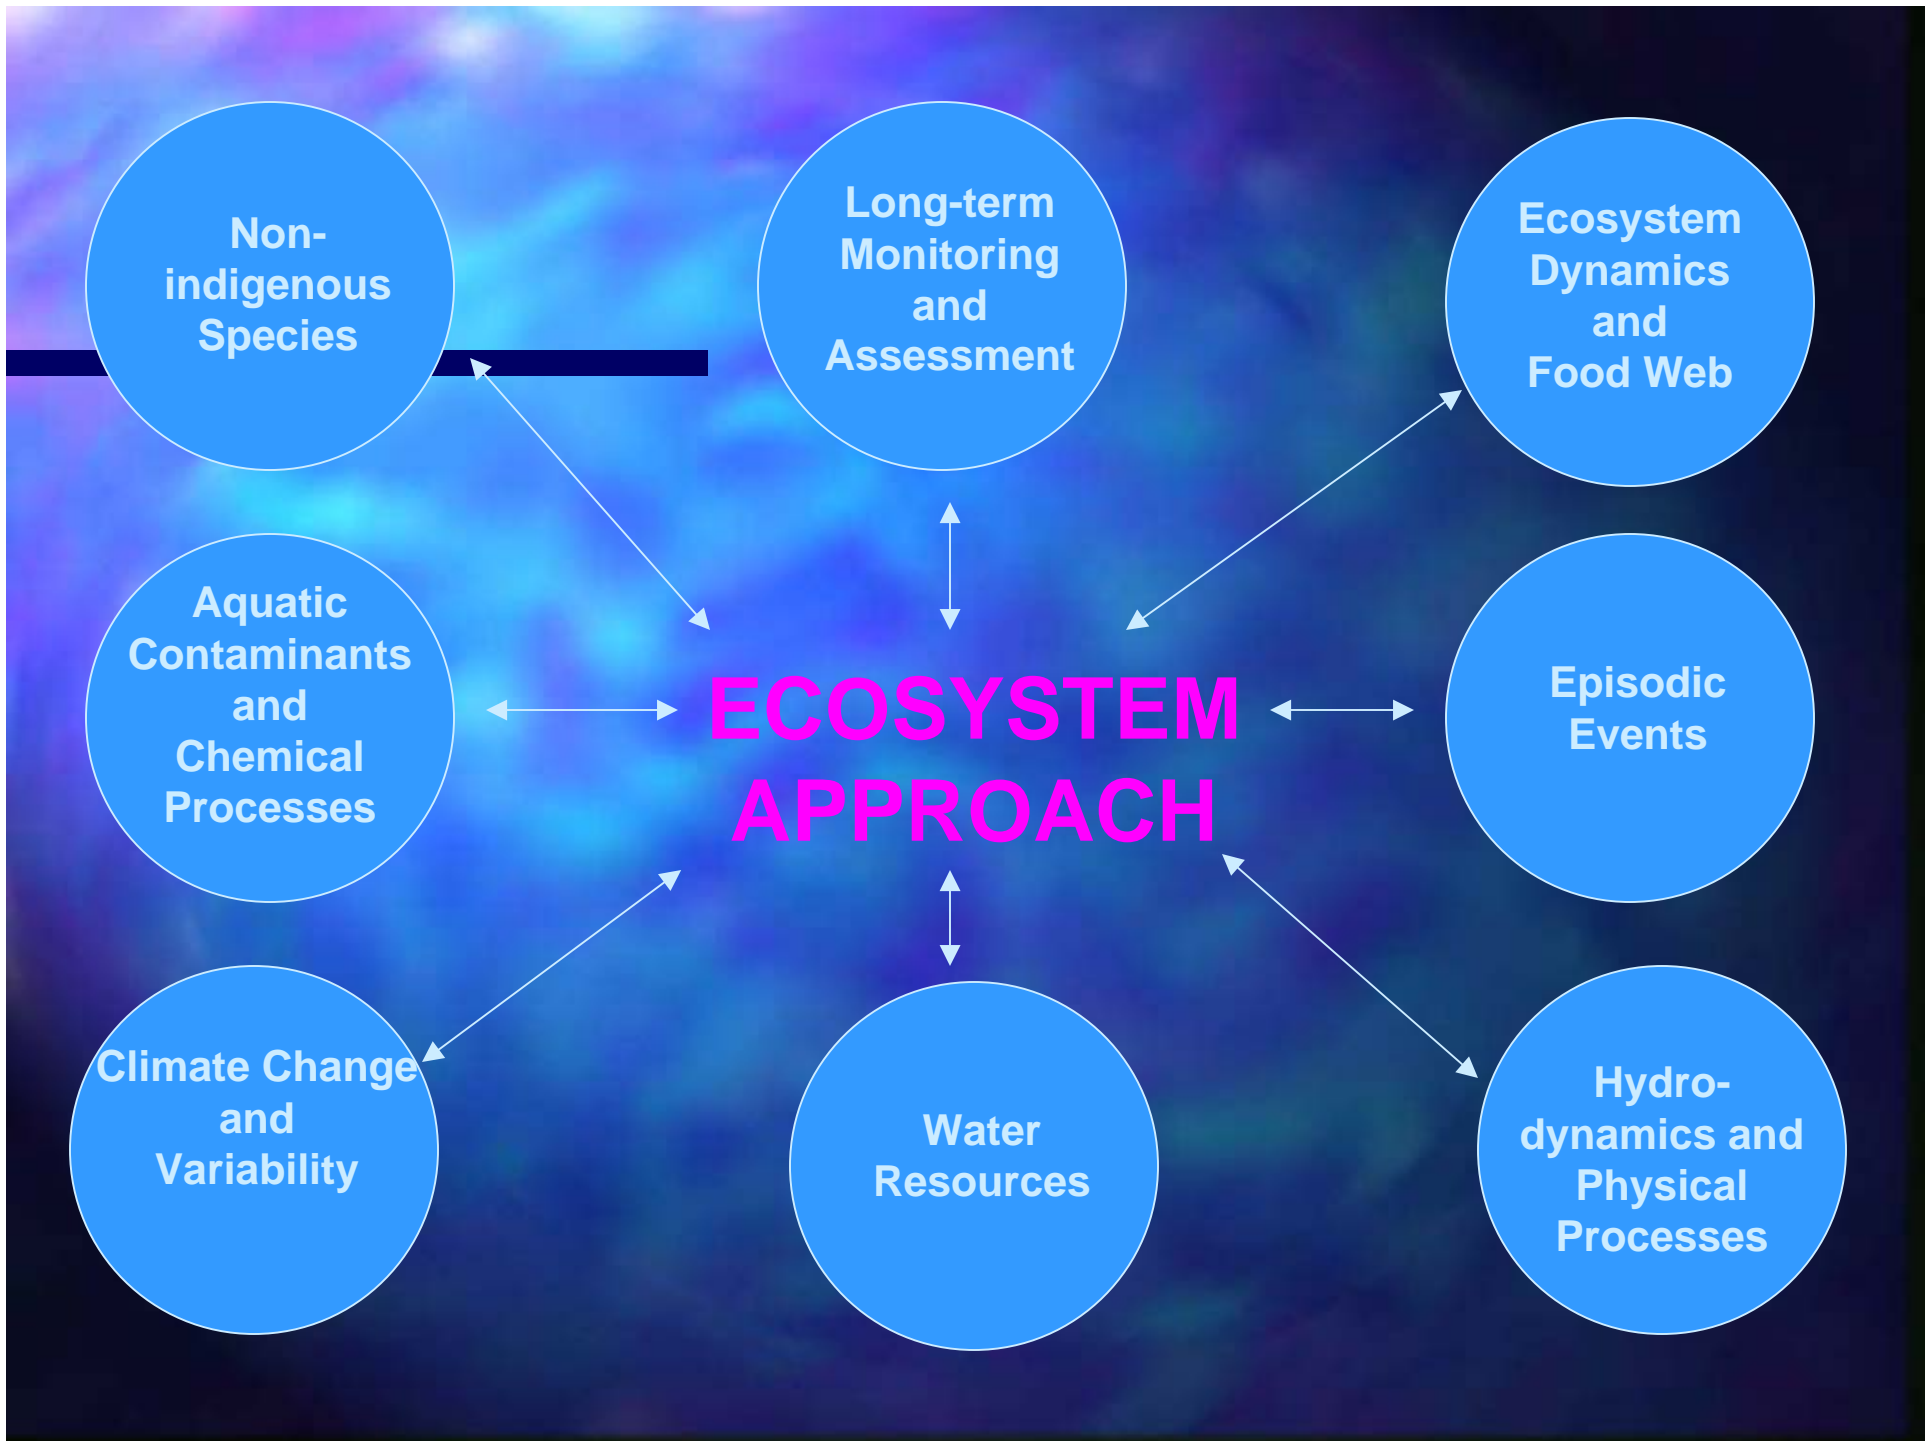 Non-
indigenous
Species
Long-term
Monitoring
and
Assessment
Ecosystem
Dynamics
and
Food Web
Aquatic
Contaminants
and
Chemical
Processes
ECOSYSTEM
APPROACH
Episodic
Events
Climate Change
and
Variability
Water
Resources
Hydro-
dynamics and
Physical
Processes